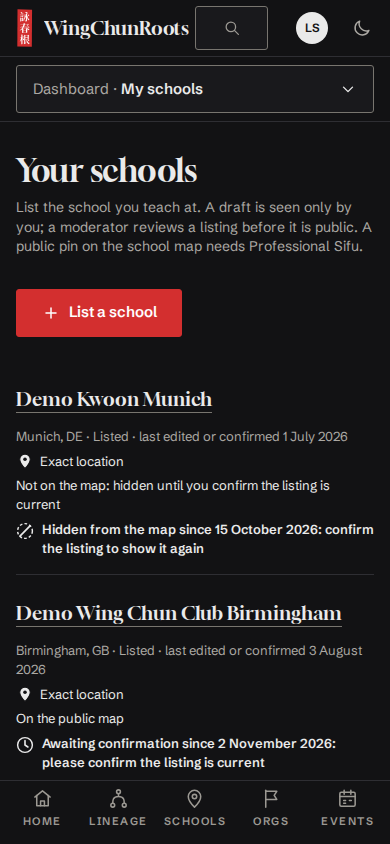 詠春根
WingChunRoots
LS
Dashboard · My schools
Your schools
List the school you teach at. A draft is seen only by
you; a moderator reviews a listing before it is public. A
public pin on the school map needs Professional Sifu.
List a school
Demo Kwoon Munich
Munich, DE · Listed · last edited or confirmed 1 July 2026
Exact location
Not on the map: hidden until you confirm the listing is
current
Hidden from the map since 15 October 2026: confirm
the listing to show it again
Demo Wing Chun Club Birmingham
Birmingham, GB · Listed · last edited or confirmed 3 August
2026
Exact location
On the public map
Awaiting confirmation since 2 November 2026:
please confirm the listing is current
HOME LINEAGE SCHOOLS ORGS EVENTS